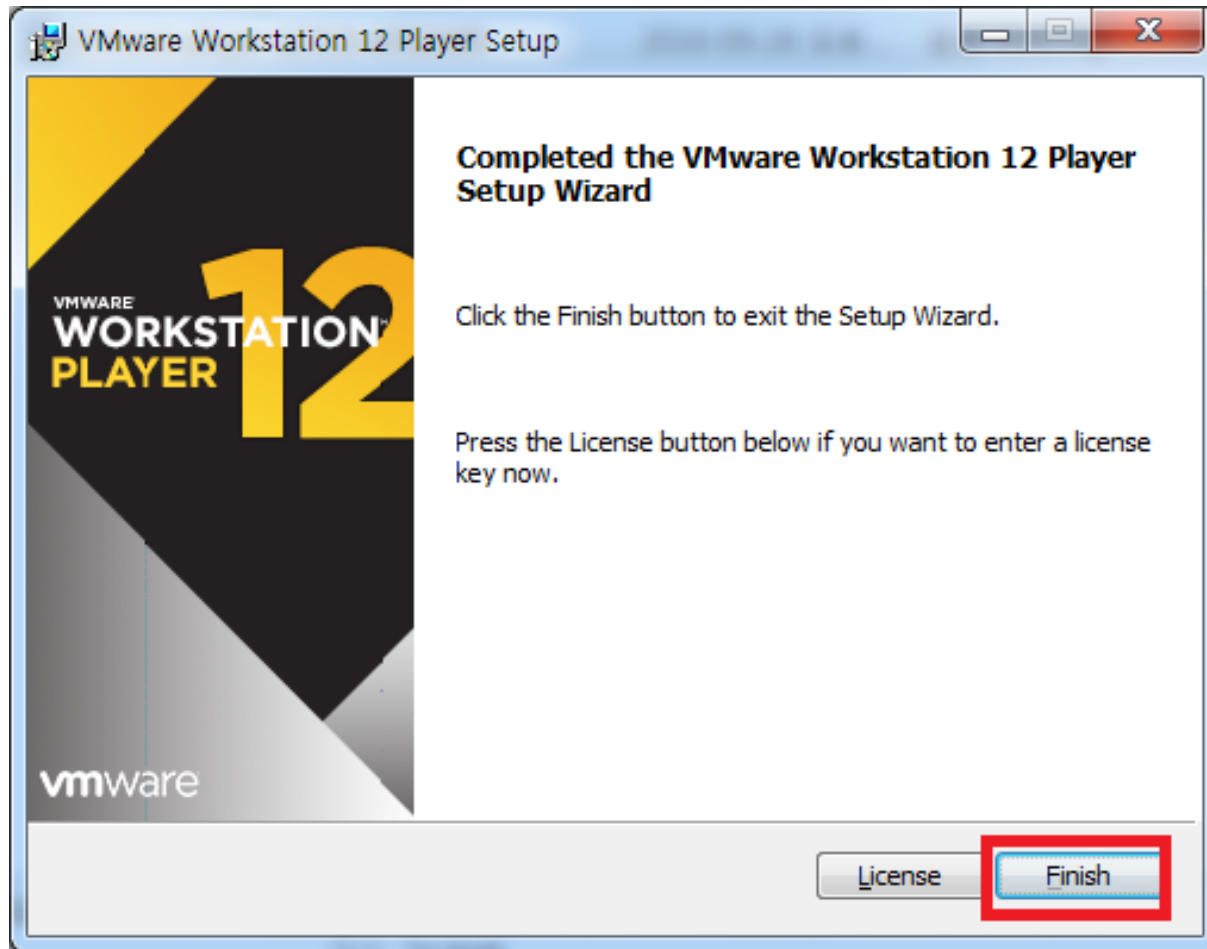 VMware Workstation 12 Player Setup
Completed the VMware Workstation 12 Player
Setup Wizard
Click the Finish button to exit the Setup Wizard.
Press the License button below if you want to enter a license
key now.
VMWARE
WORKSTATION™
PLAYER
12
vmware
License
Finish